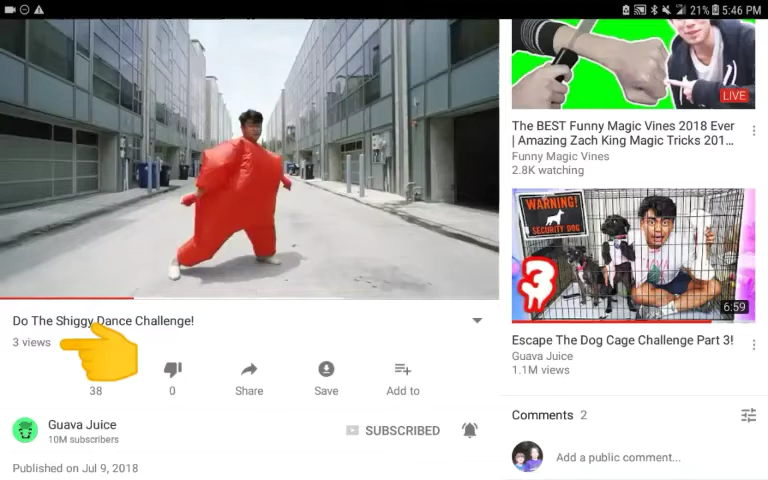 21% 5:46 PM
LIVE
The BEST Funny Magic Vines 2018 Ever
| Amazing Zach King Magic Tricks 201...
Funny Magic Vines
2.8K watching
WARNING!
SECURITY DOG
3
6:59
Escape The Dog Cage Challenge Part 3!
Guava Juice
1.1M views
Do The Shiggy Dance Challenge!
3 views
38
0
Share
Save
Add to
Guava Juice
10M subscribers
SUBSCRIBED
Published on Jul 9, 2018
Comments 2
Add a public comment...